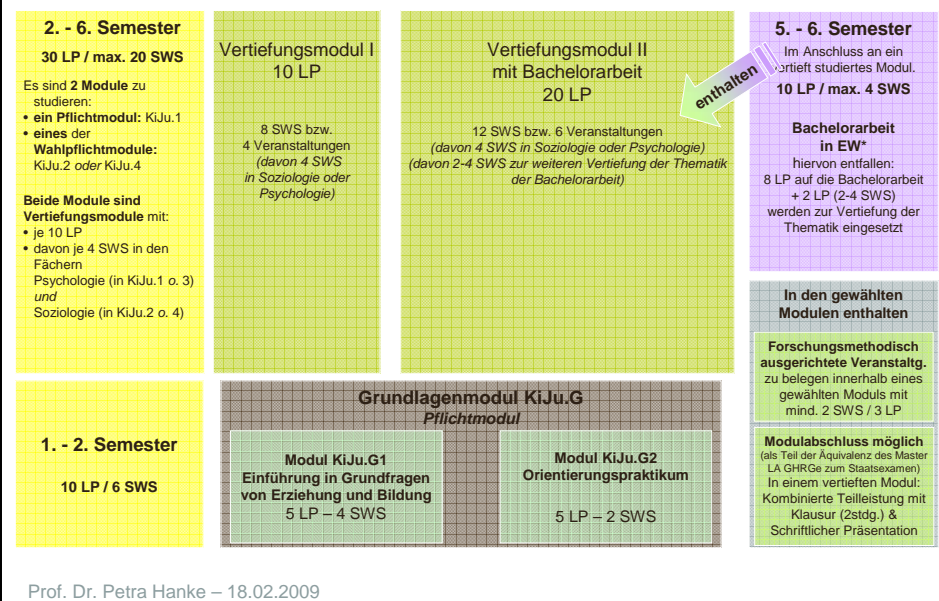 2. - 6. Semester
30 LP / max. 20 SWS
Es sind 2 Module zu
studieren:
• ein Pflichtmodul: KiJu.1
• eines der
Wahlpflichtmodule:
KiJu.2 oder KiJu.4
Beide Module sind
Vertiefungsmodule mit:
• je 10 LP
• davon je 4 SWS in den
Fächern
Psychologie (in KiJu.1 o. 3)
und
Soziologie (in KiJu.2 o. 4)
Vertiefungsmodul I
10 LP
8 SWS bzw.
4 Veranstaltungen
(davon 4 SWS
in Soziologie oder
Psychologie)
Vertiefungsmodul II
mit Bachelorarbeit
20 LP
12 SWS bzw. 6 Veranstaltungen
(davon 4 SWS in Soziologie oder Psychologie)
(davon 2-4 SWS zur weiteren Vertiefung der Thematik
der Bachelorarbeit)
enthalten
5. - 6. Semester
Im Anschluss an ein
vertieft studiertes Modul.
10 LP / max. 4 SWS
Bachelorarbeit
in EW*
hiervon entfallen:
8 LP auf die Bachelorarbeit
+ 2 LP (2-4 SWS)
werden zur Vertiefung der
Thematik eingesetzt
In den gewählten
Modulen enthalten
Forschungsmethodisch
ausgerichtete Veranstaltg.
zu belegen innerhalb eines
gewählten Moduls mit
mind. 2 SWS / 3 LP
Modulabschluss möglich
(als Teil der Äquivalenz des Master
LA GHRGe zum Staatsexamen)
In einem vertieften Modul:
Kombinierte Teilleistung mit
Klausur (2stdg.) &
Schriftlicher Präsentation
1. - 2. Semester
10 LP / 6 SWS
Grundlagenmodul KiJu.G
Pflichtmodul
Modul KiJu.G1
Einführung in Grundfragen
von Erziehung und Bildung
5 LP – 4 SWS
Modul KiJu.G2
Orientierungspraktikum
5 LP – 2 SWS
Prof. Dr. Petra Hanke – 18.02.2009